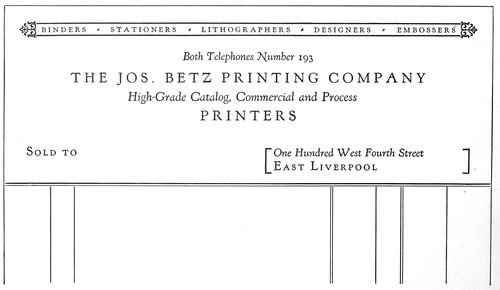 BINDERS • STATIONERS • LITHOGRAPHERS • DESIGNERS • EMBOSSERS
Both Telephones Number 193
THE JOS. BETZ PRINTING COMPANY
High-Grade Catalog, Commercial and Process
PRINTERS
SOLD TO
[One Hundred West Fourth Street
EAST LIVERPOOL]